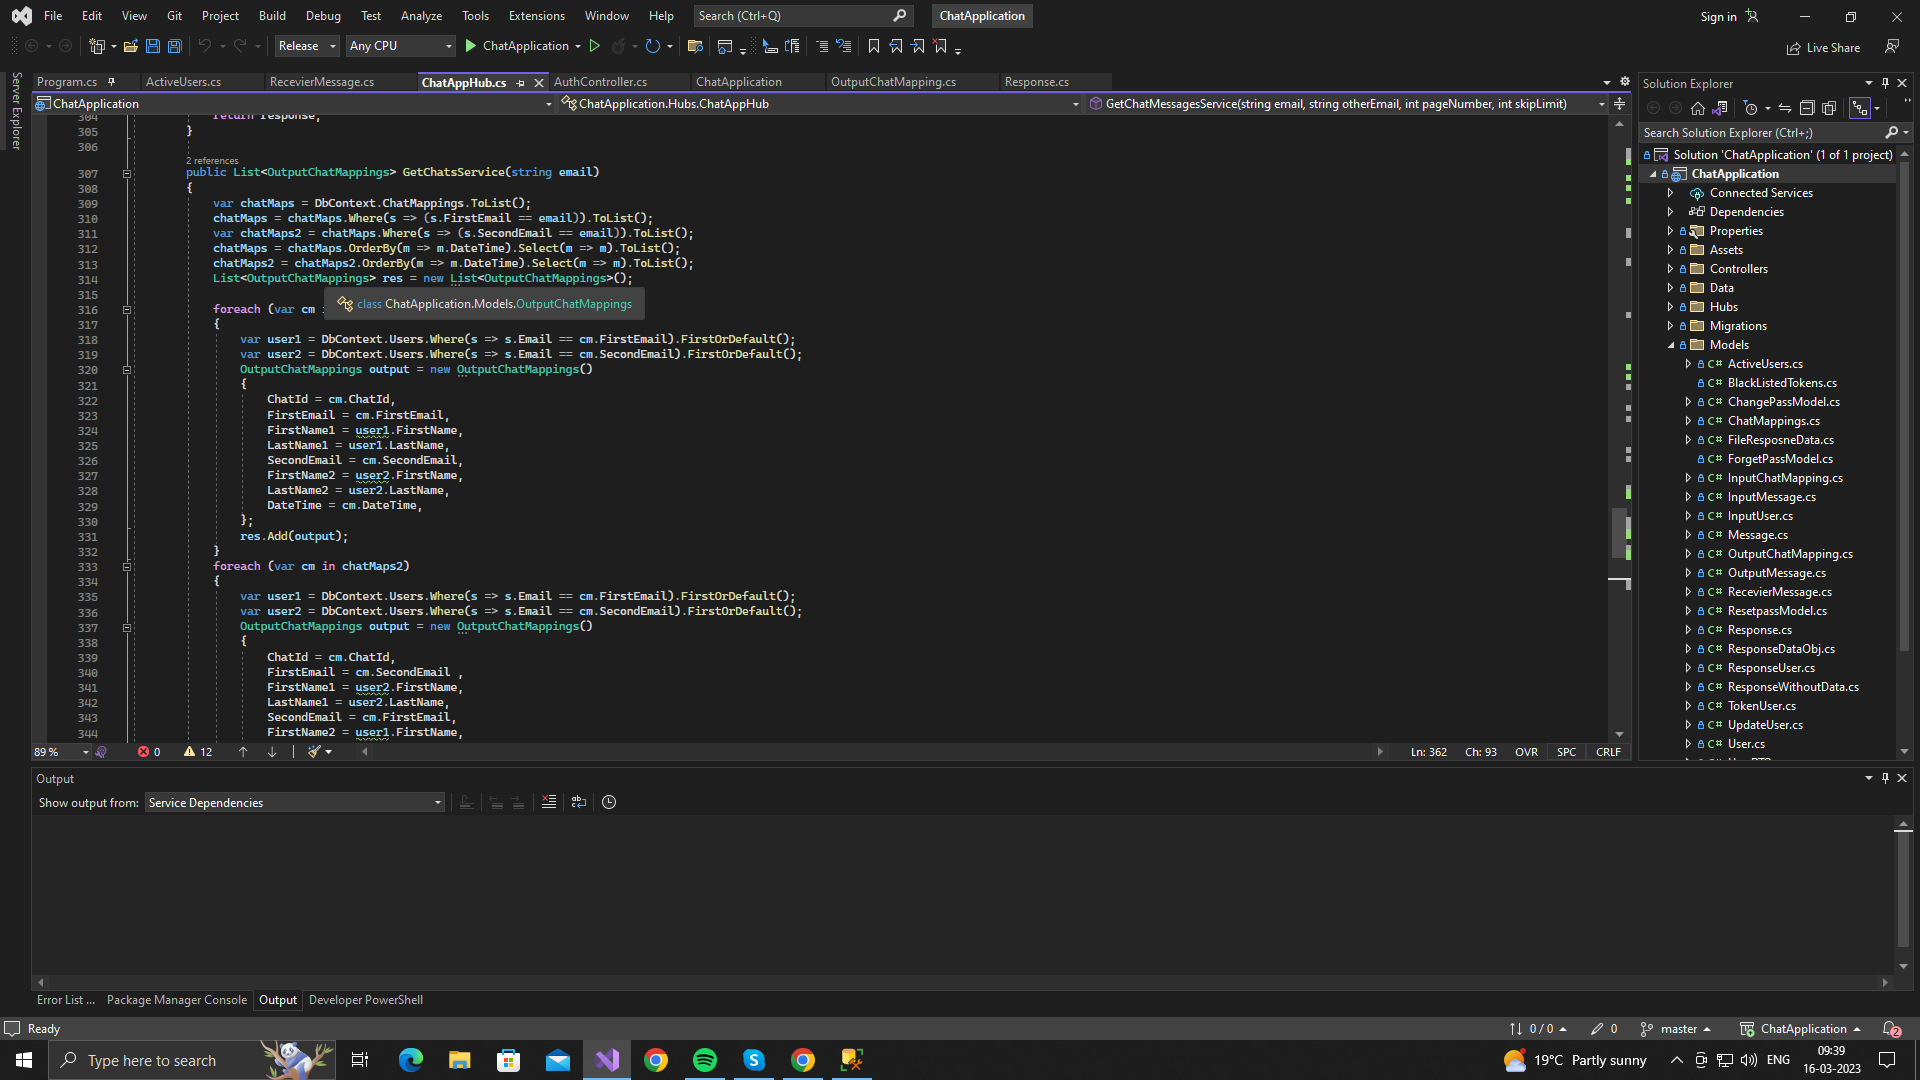 File Edit View Git Project Build Debug Test Analyze Tools Extensions Window Help Search (Ctrl+Q) ChatApplication Sign in
Release Any CPU ChatApplication Live Share
Server Explorer
Program.cs ActiveUsers.cs RecevierMessage.cs ChatAppHub.cs AuthController.cs ChatApplication OutputChatMapping.cs Response.cs
ChatApplication ChatApplication.Hubs.ChatAppHub GetChatMessagesService(string email, string otherEmail, int pageNumber, int skipLimit)
304 return response;
305 }
306
2 references
307 public List<OutputChatMappings> GetChatsService(string email)
308 {
309 var chatMaps = DbContext.ChatMappings.ToList();
310 chatMaps = chatMaps.Where(s => (s.FirstEmail == email)).ToList();
311 var chatMaps2 = chatMaps.Where(s => (s.SecondEmail == email)).ToList();
312 chatMaps = chatMaps.OrderBy(m => m.DateTime).Select(m => m).ToList();
313 chatMaps2 = chatMaps2.OrderBy(m => m.DateTime).Select(m => m).ToList();
314 List<OutputChatMappings> res = new List<OutputChatMappings>();
315
class ChatApplication.Models.OutputChatMappings
316 foreach (var cm
317 {
318 var user1 = DbContext.Users.Where(s => s.Email == cm.FirstEmail).FirstOrDefault();
319 var user2 = DbContext.Users.Where(s => s.Email == cm.SecondEmail).FirstOrDefault();
320 OutputChatMappings output = new OutputChatMappings()
321 {
322 ChatId = cm.ChatId,
323 FirstEmail = cm.FirstEmail,
324 FirstName1 = user1.FirstName,
325 LastName1 = user1.LastName,
326 SecondEmail = cm.SecondEmail,
327 FirstName2 = user2.FirstName,
328 LastName2 = user2.LastName,
329 DateTime = cm.DateTime,
330 };
331 res.Add(output);
332 }
333 foreach (var cm in chatMaps2)
334 {
335 var user1 = DbContext.Users.Where(s => s.Email == cm.FirstEmail).FirstOrDefault();
336 var user2 = DbContext.Users.Where(s => s.Email == cm.SecondEmail).FirstOrDefault();
337 OutputChatMappings output = new OutputChatMappings()
338 {
339 ChatId = cm.ChatId,
340 FirstEmail = cm.SecondEmail ,
341 FirstName1 = user2.FirstName,
342 LastName1 = user2.LastName,
343 SecondEmail = cm.FirstEmail,
344 FirstName2 = user1.FirstName,
89 % 0 12 Ln: 362 Ch: 93 OVR SPC CRLF
Solution Explorer
Search Solution Explorer (Ctrl+;)
Solution 'ChatApplication' (1 of 1 project)
ChatApplication
Connected Services
Dependencies
Properties
Assets
Controllers
Data
Hubs
Migrations
Models
C# ActiveUsers.cs
C# BlackListedTokens.cs
C# ChangePassModel.cs
C# ChatMappings.cs
C# FileResposneData.cs
C# ForgetPassModel.cs
C# InputChatMapping.cs
C# InputMessage.cs
C# InputUser.cs
C# Message.cs
C# OutputChatMapping.cs
C# OutputMessage.cs
C# RecevierMessage.cs
C# ResetpassModel.cs
C# Response.cs
C# ResponseDataObj.cs
C# ResponseUser.cs
C# ResponseWithoutData.cs
C# TokenUser.cs
C# UpdateUser.cs
C# User.cs
Output
Show output from: Service Dependencies
Error List ... Package Manager Console Output Developer PowerShell
Ready 0 / 0 0 master ChatApplication 2
Type here to search 19°C Partly sunny ENG 09:39
16-03-2023